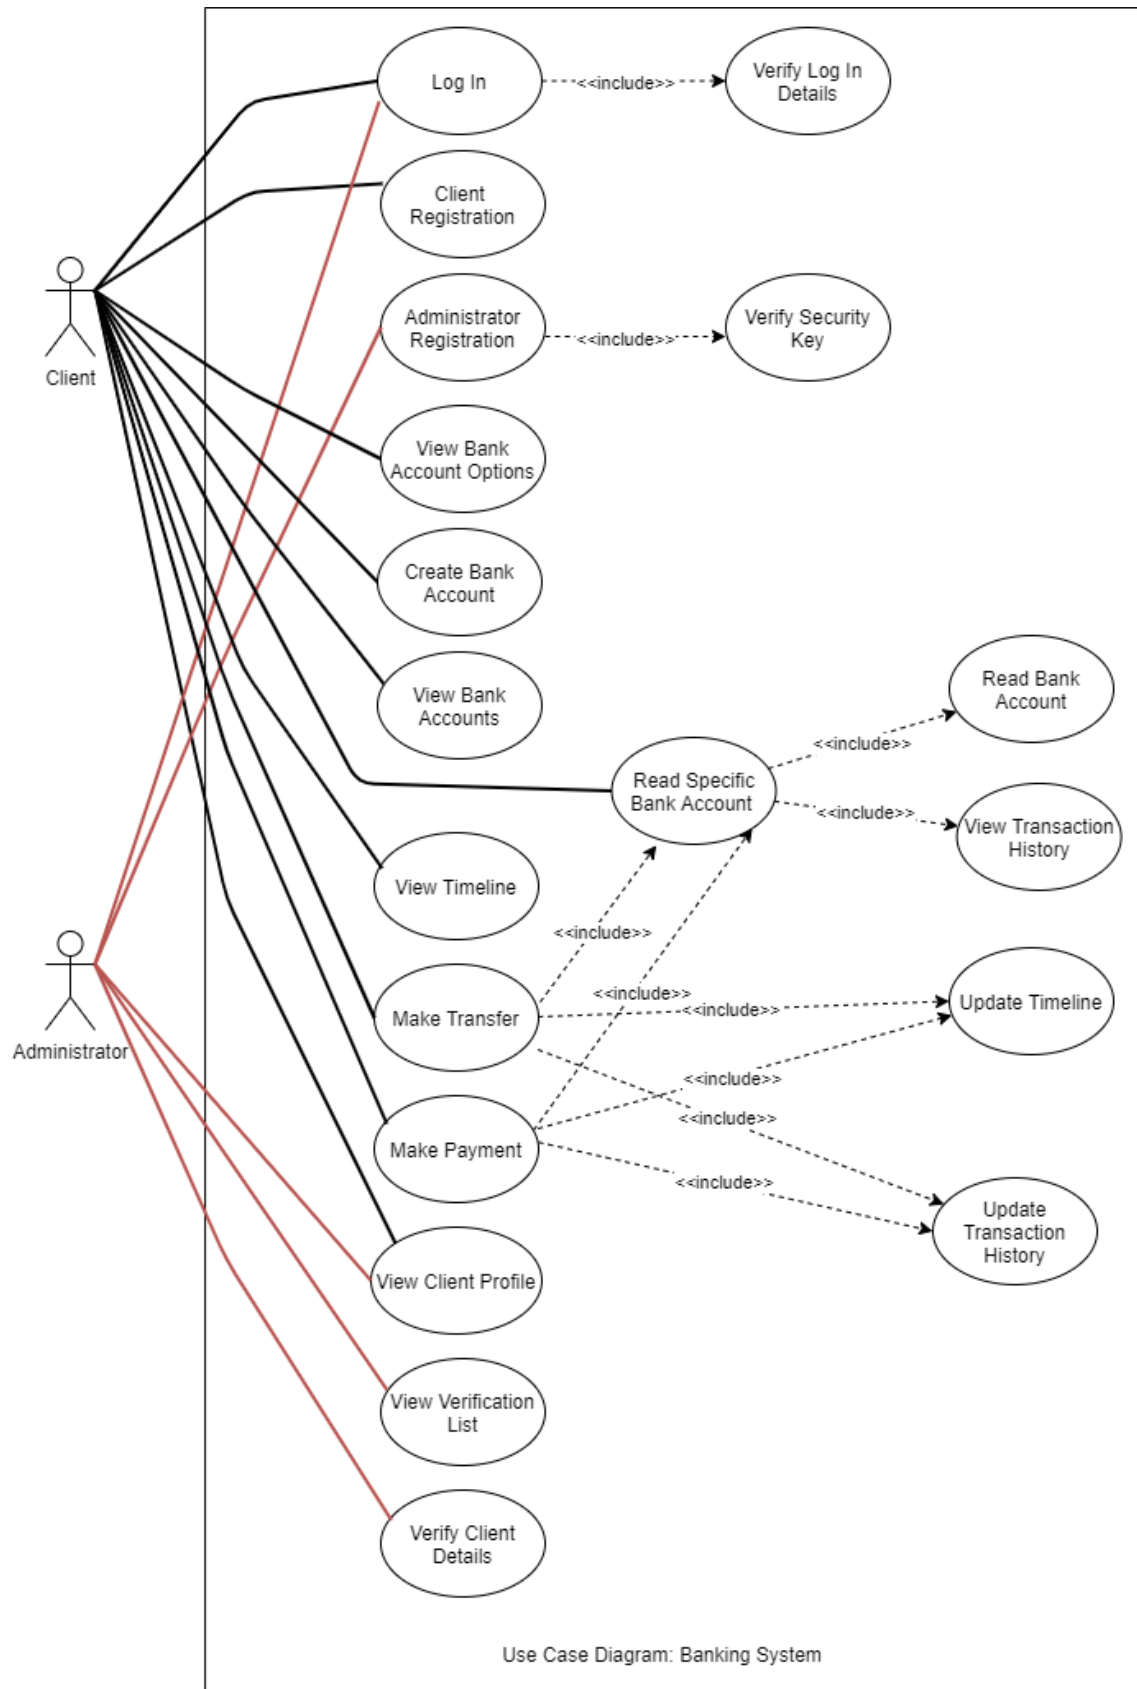 Log In
<<include>>
Verify Log In
Details
Client
Registration
Client
Administrator
Registration
<<include>>
Verify Security
Key
View Bank
Account Options
Create Bank
Account
View Bank
Accounts
Read Bank
Account
<<include>>
Read Specific
Bank Account
<<include>>
View Transaction
History
View Timeline
<<include>>
<<include>>
<<include>>
Update Timeline
Make Transfer
Administrator
<<include>>
<<include>>
Make Payment
<<include>>
Update
Transaction
History
View Client Profile
View Verification
List
Verify Client
Details
Use Case Diagram: Banking System